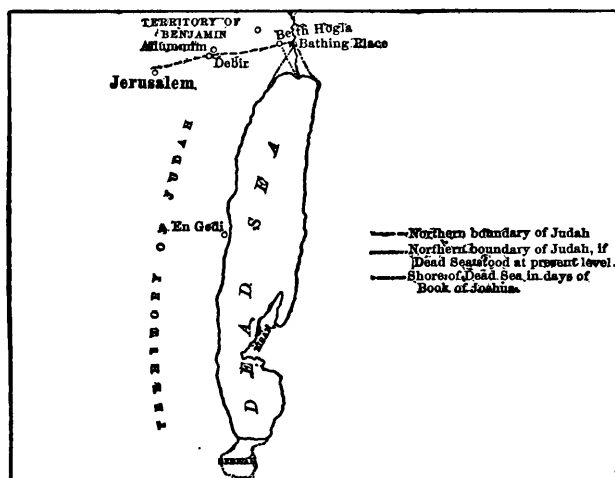 TERRITORY OF
BENJAMIN
Beth Hogla
Adummim
Bathing Place
Debir
Jerusalem
TERRITORY OF JUDAH
En Gedi
DEAD SEA
Northern boundary of Judah
Northern boundary of Judah, if
Dead Sea stood at present level.
Shore of Dead Sea in days of
Book of Joshua.